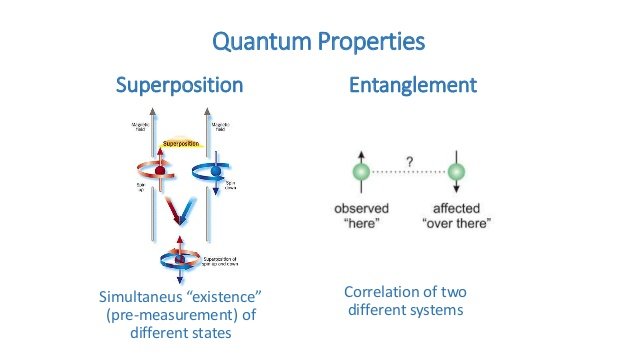 Quantum Properties
Superposition
Magnetic
field
Magnetic
field
Superposition
Spin
up
Spin
down
Superposition of
spin up and down
Simultaneus “existence”
(pre-measurement) of
different states
Entanglement
?
observed
“here”
affected
“over there”
Correlation of two
different systems